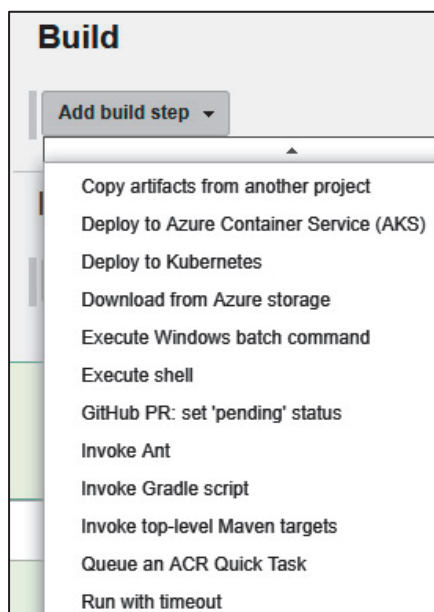 Build
Add build step
Copy artifacts from another project
Deploy to Azure Container Service (AKS)
Deploy to Kubernetes
Download from Azure storage
Execute Windows batch command
Execute shell
GitHub PR: set 'pending' status
Invoke Ant
Invoke Gradle script
Invoke top-level Maven targets
Queue an ACR Quick Task
Run with timeout